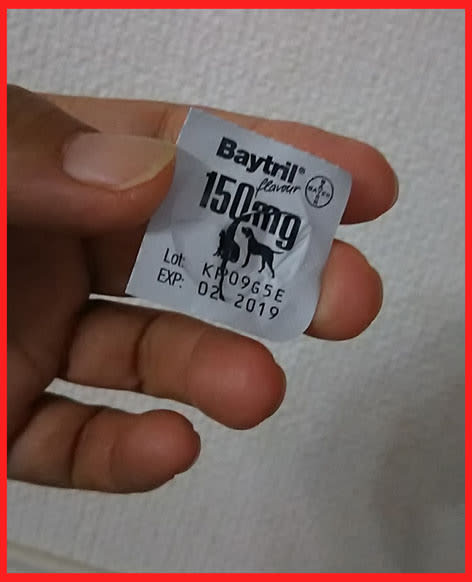 Baytril®
flavour
150mg
BAYER
Lot: KP09G5E
EXP: 02 2019